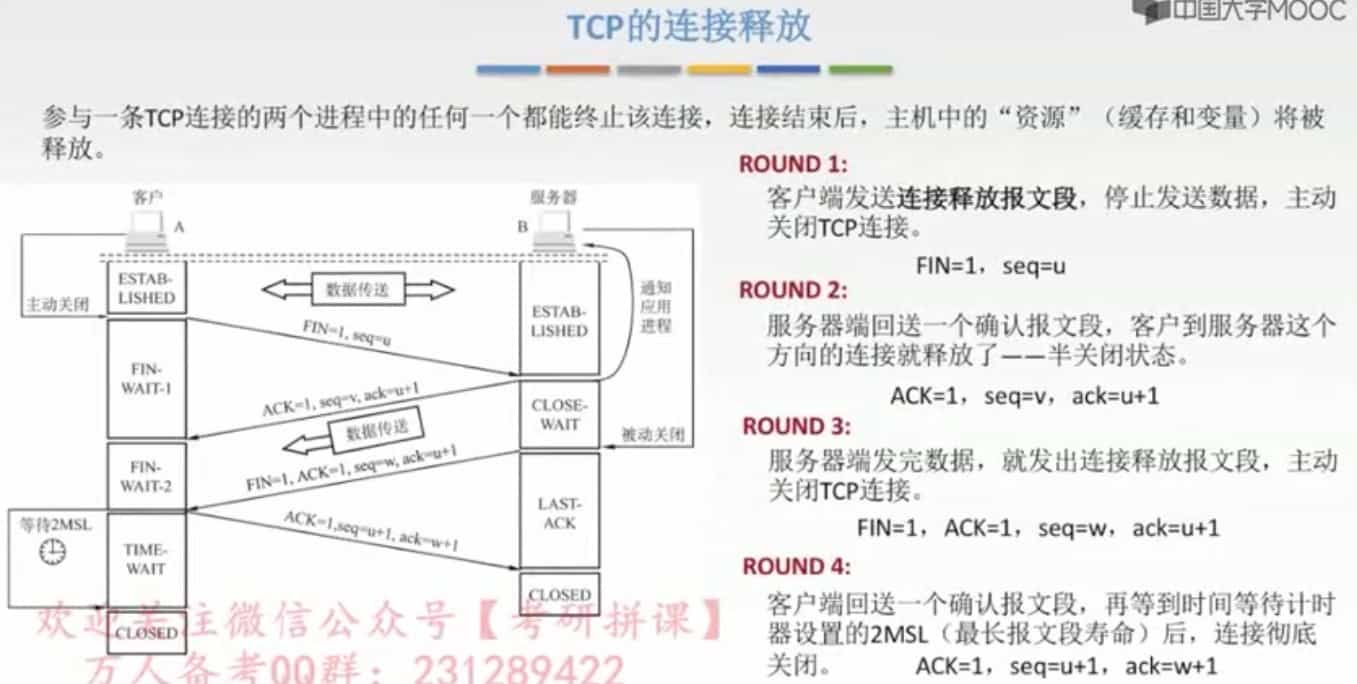 中国大学MOOC
TCP的连接释放
参与一条TCP连接的两个进程中的任何一个都能终止该连接，连接结束后，主机中的“资源”（缓存和变量）将被
释放。
客户
A
服务器
B
ESTAB-
LISHED
数据传送
主动关闭
ESTAB-
LISHED
通知
应用
进程
FIN=1, seq=u
FIN-
WAIT-1
ACK=1, seq=v, ack=u+1
CLOSE-
WAIT
数据传送
被动关闭
FIN-
WAIT-2
FIN=1, ACK=1, seq=w, ack=u+1
LAST-
ACK
等待2MSL
ACK=1,seq=u+1, ack=w+1
TIME-
WAIT
CLOSED
CLOSED
ROUND 1:
客户端发送连接释放报文段，停止发送数据，主动
关闭TCP连接。
FIN=1，seq=u
ROUND 2:
服务器端回送一个确认报文段，客户到服务器这个
方向的连接就释放了——半关闭状态。
ACK=1，seq=v，ack=u+1
ROUND 3:
服务器端发完数据，就发出连接释放报文段，主动
关闭TCP连接。
FIN=1，ACK=1，seq=w，ack=u+1
ROUND 4:
客户端回送一个确认报文段，再等到时间等待计时
器设置的2MSL（最长报文段寿命）后，连接彻底
关闭。 ACK=1，seq=u+1，ack=w+1
欢迎关注微信公众号【考研拼课】
万人备考QQ群：231289422